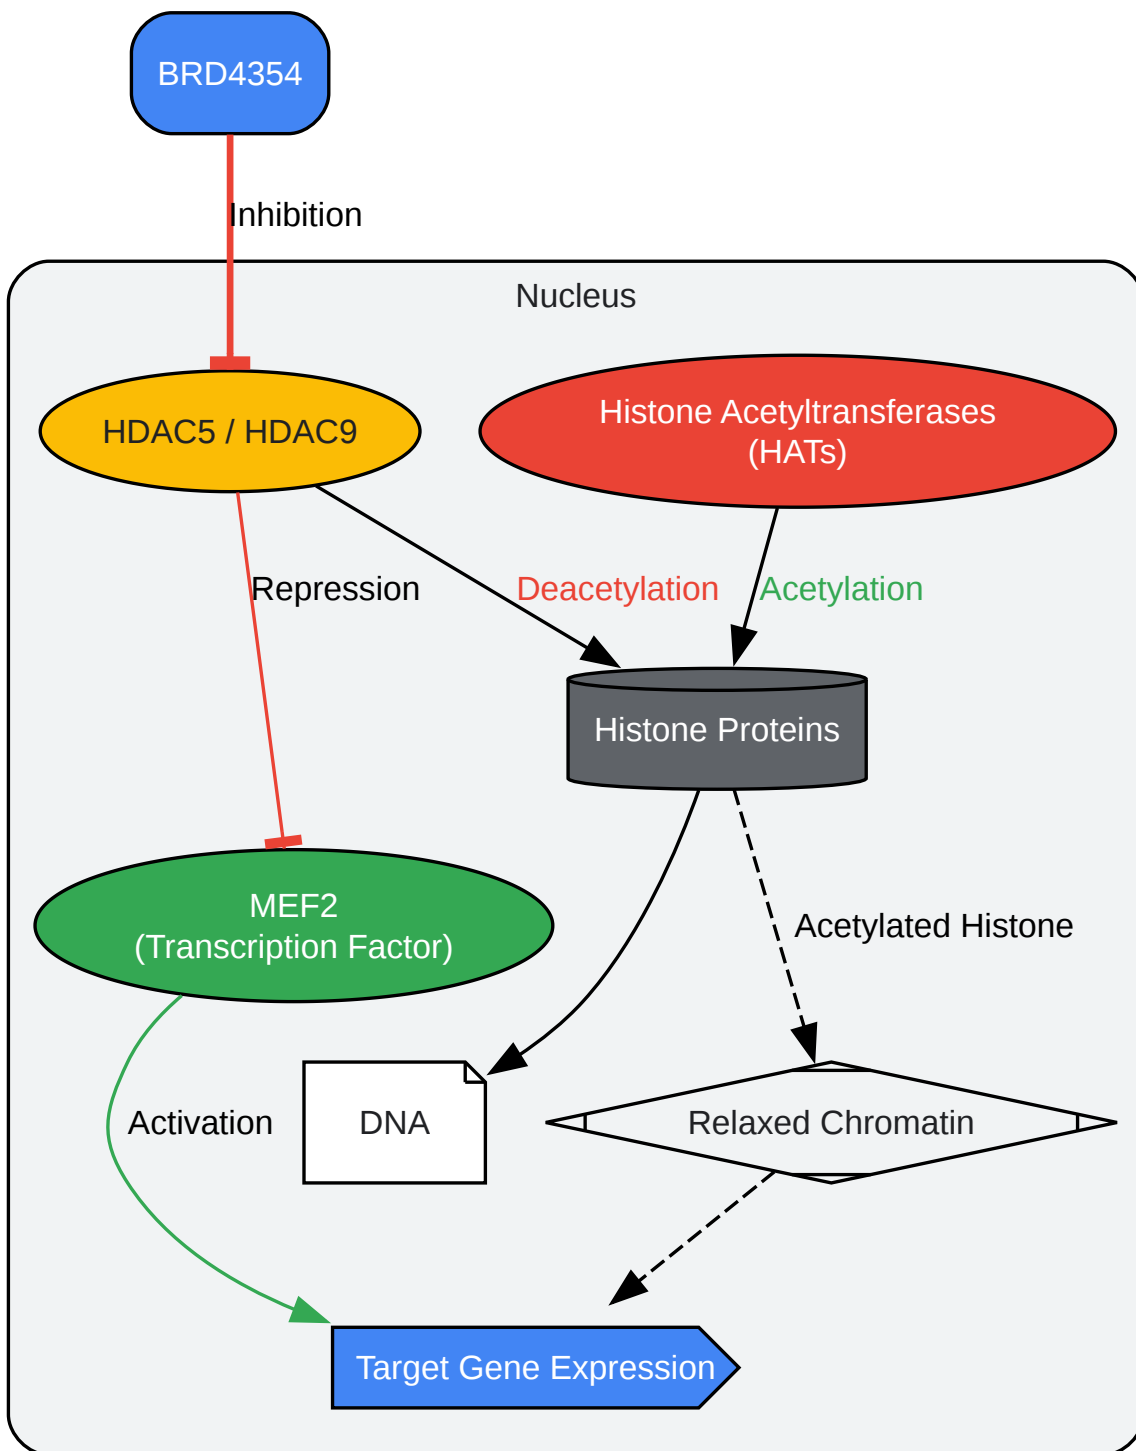 BRD4354
Inhibition
Nucleus
HDAC5 / HDAC9
Histone Acetyltransferases
(HATs)
Repression
Deacetylation
Acetylation
Histone Proteins
MEF2
(Transcription Factor)
Acetylated Histone
Activation
DNA
Relaxed Chromatin
Target Gene Expression